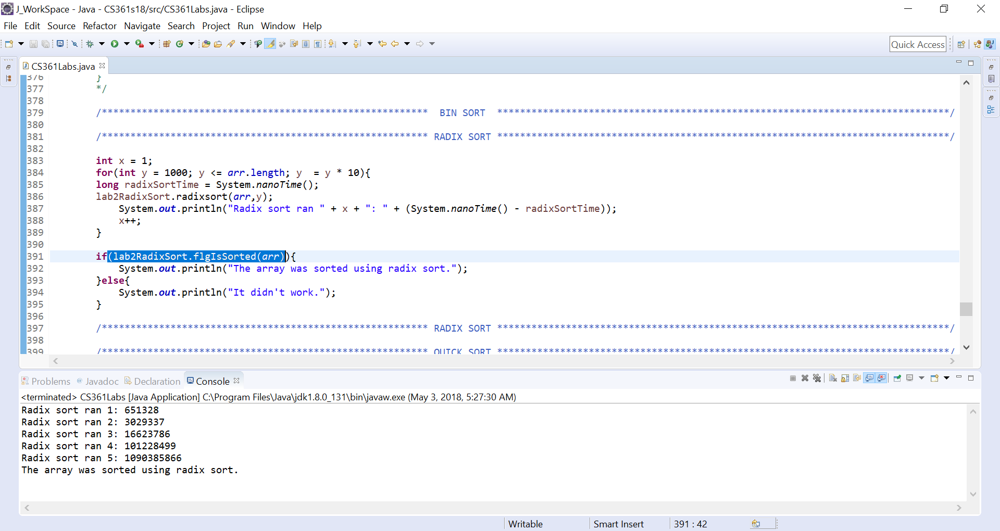 J_WorkSpace - Java - CS361s18/src/CS361Labs.java - Eclipse
File Edit Source Refactor Navigate Search Project Run Window Help
Quick Access
CS361Labs.java
376 }
377 */
378
379 /********************************************************* BIN SORT *******************************************************************************/
380
381 /********************************************************* RADIX SORT *******************************************************************************/
382
383 int x = 1;
384 for(int y = 1000; y <= arr.length; y  = y * 10){
385 long radixSortTime = System.nanoTime();
386 lab2RadixSort.radixsort(arr,y);
387 System.out.println("Radix sort ran " + x + ": " + (System.nanoTime() - radixSortTime));
388 x++;
389 }
390
391 if(lab2RadixSort.flgIsSorted(arr)){
392 System.out.println("The array was sorted using radix sort.");
393 }else{
394 System.out.println("It didn't work.");
395 }
396
397 /********************************************************* RADIX SORT *******************************************************************************/
398
399 /********************************************************* QUICK SORT *******************************************************************************/
Problems @ Javadoc Declaration Console
<terminated> CS361Labs [Java Application] C:\Program Files\Java\jdk1.8.0_131\bin\javaw.exe (May 3, 2018, 5:27:30 AM)
Radix sort ran 1: 651328
Radix sort ran 2: 3029337
Radix sort ran 3: 16623786
Radix sort ran 4: 101228499
Radix sort ran 5: 1090385866
The array was sorted using radix sort.
Writable Smart Insert 391 : 42